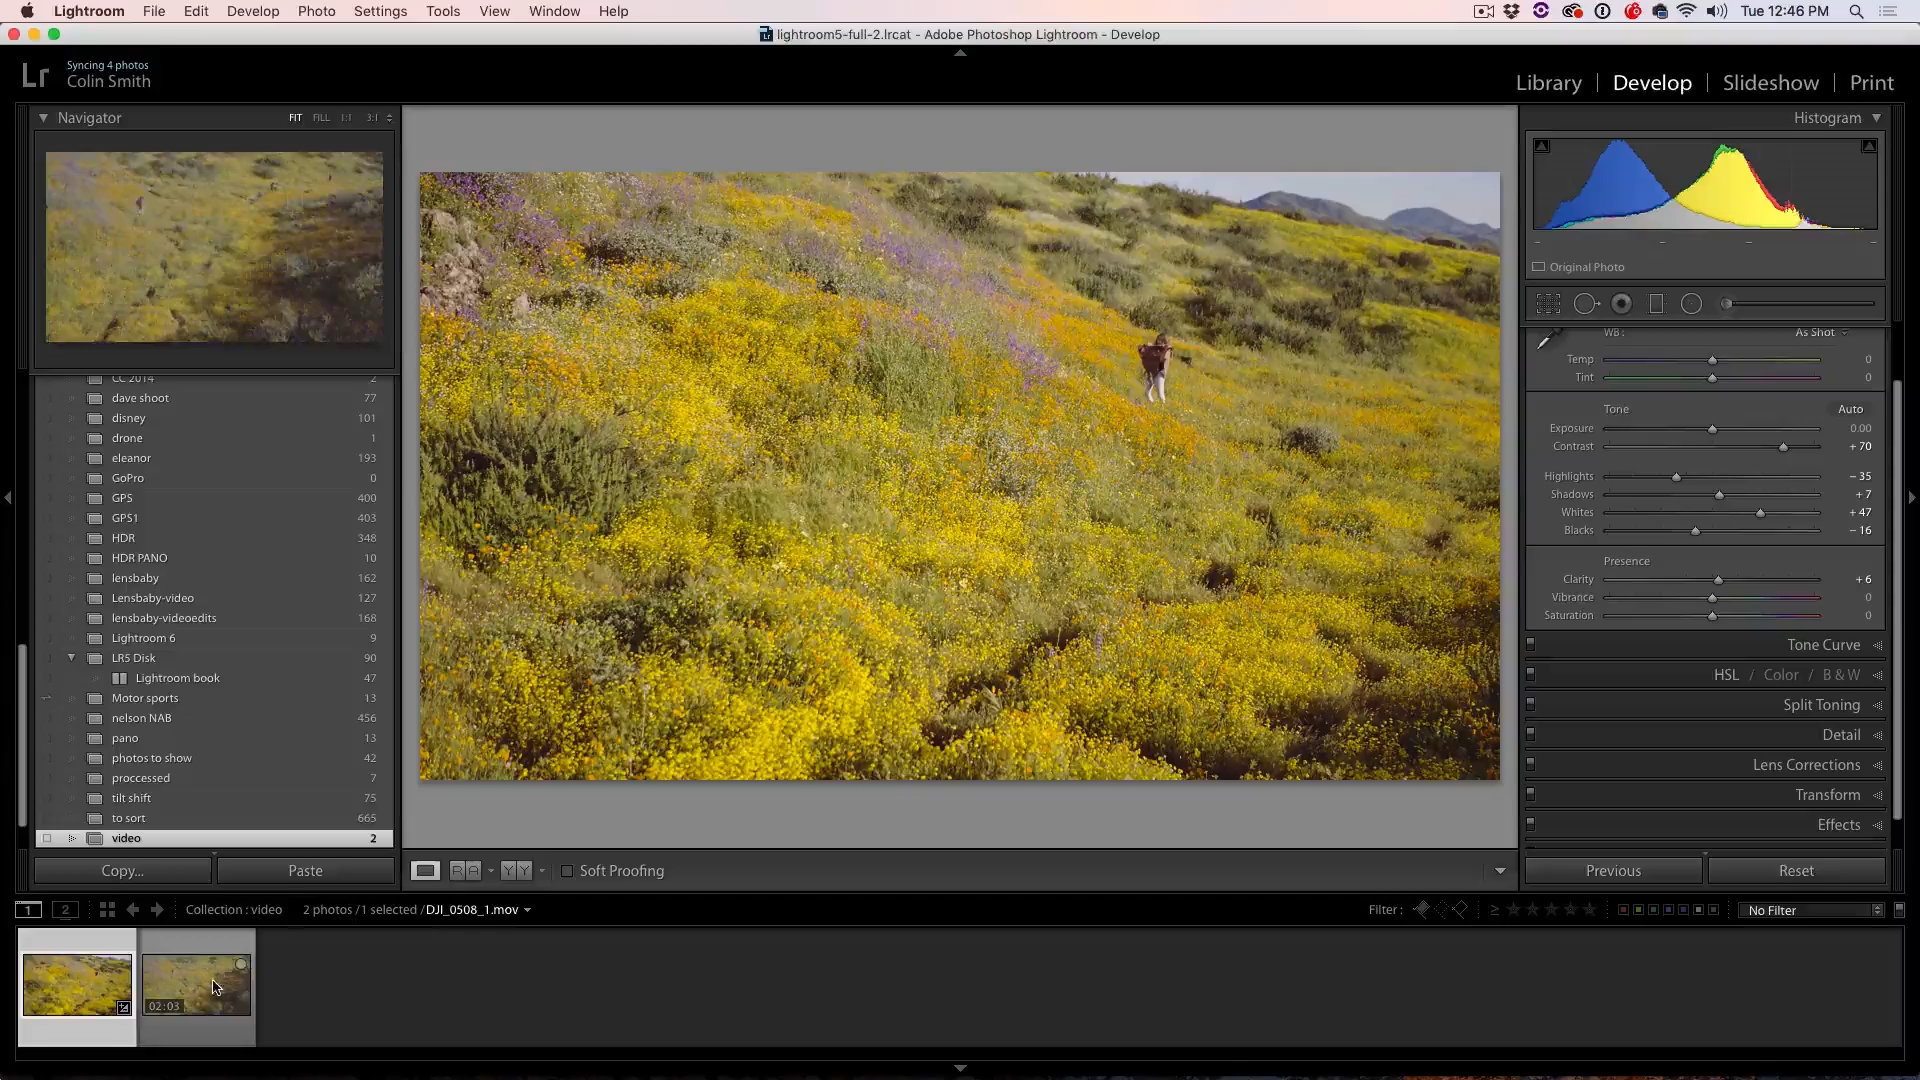 Lightroom File Edit Develop Photo Settings Tools View Window Help Tue 12:46 PM
lightroom5-full-2.lrcat - Adobe Photoshop Lightroom - Develop
Lr Syncing 4 photos
Colin Smith
Library Develop Slideshow Print
Navigator FIT FILL 1:1 3:1
Histogram
Original Photo
WB: As Shot
Temp 0
Tint 0
Tone Auto
Exposure 0.00
Contrast + 70
Highlights − 35
Shadows + 7
Whites + 47
Blacks − 16
Presence
Clarity + 6
Vibrance 0
Saturation 0
Tone Curve
HSL / Color / B & W
Split Toning
Detail
Lens Corrections
Transform
Effects
Previous Reset
CC 2014 2
dave shoot 77
disney 101
drone 1
eleanor 193
GoPro 0
GPS 400
GPS1 403
HDR 348
HDR PANO 10
lensbaby 162
Lensbaby-video 127
lensbaby-videoedits 168
Lightroom 6 9
LR5 Disk 90
Lightroom book 47
Motor sports 13
nelson NAB 456
pano 13
photos to show 42
proccessed 7
tilt shift 75
to sort 665
video 2
Copy... Paste
R A Y Y Soft Proofing
1 2 Collection : video 2 photos / 1 selected / DJI_0508_1.mov Filter : ≥ No Filter
02:03